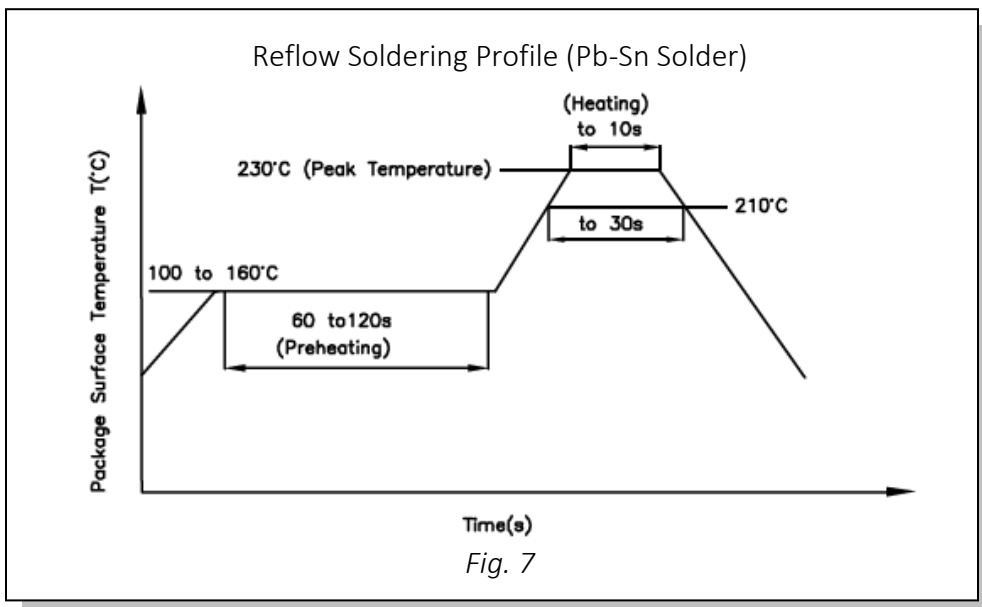 Reflow Soldering Profile (Pb-Sn Solder)
(Heating)
to 10s
230°C (Peak Temperature)
210°C
to 30s
100 to 160°C
60 to120s
(Preheating)
Package Surface Temperature T(°C)
Time(s)
Fig. 7